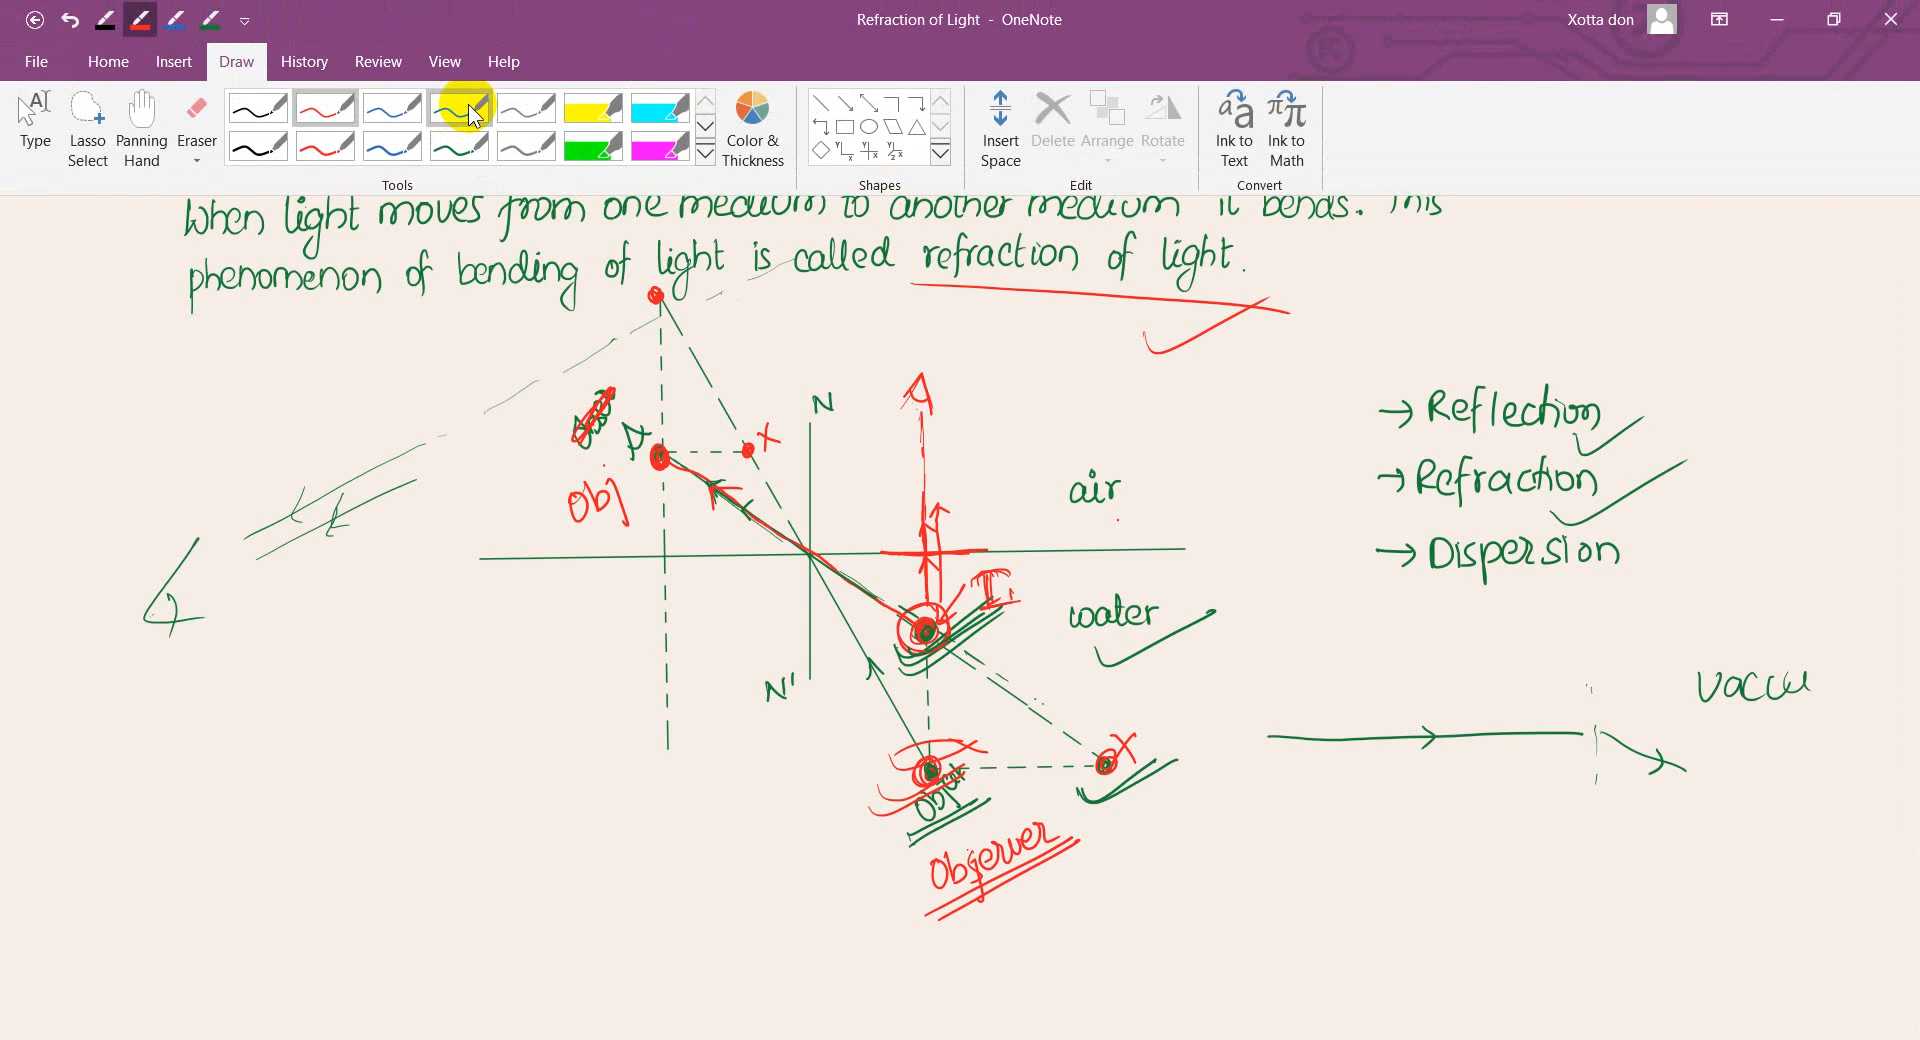 Refraction of Light - OneNote
Xotta don
File Home Insert Draw History Review View Help
Type
Lasso Select
Panning Hand
Eraser
Color & Thickness
Insert Space
Delete
Arrange
Rotate
Ink to Text
Ink to Math
Tools
Shapes
Edit
Convert
When light moves from one medium to another medium it bends. This
phenomenon of bending of light is called refraction of light.
N
X
Obj
air
I
water
N'
→ Reflection
→ Refraction
→ Dispersion
vaccu
X
Obj
Observer